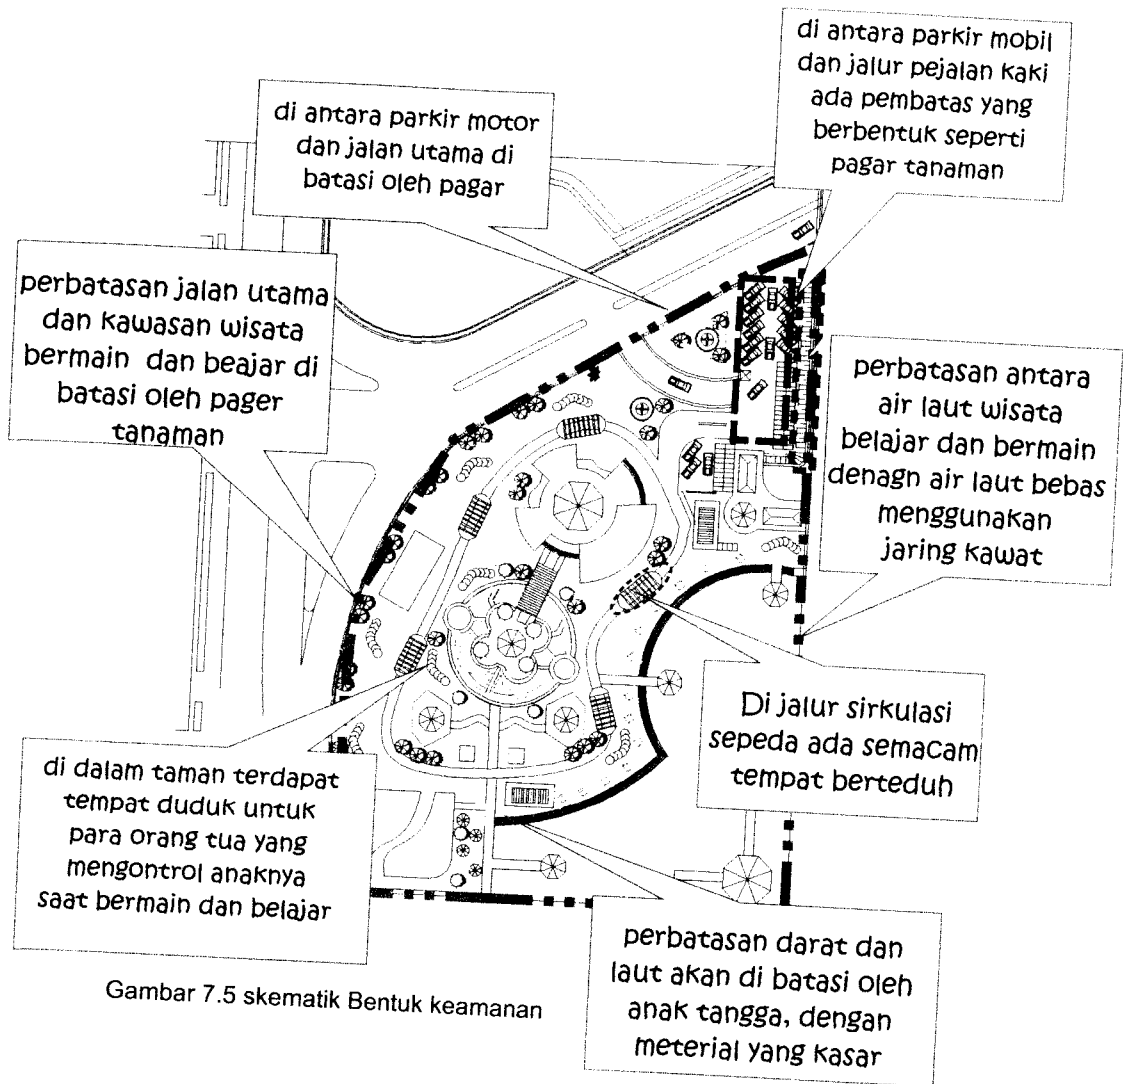 di antara parkir mobil
dan jalur pejalan kaki
ada pembatas yang
berbentuk seperti
pagar tanaman
di antara parkir motor
dan jalan utama di
batasi oleh pagar
perbatasan jalan utama
dan kawasan wisata
bermain dan beajar di
batasi oleh pager
tanaman
perbatasan antara
air laut wisata
belajar dan bermain
denagn air laut bebas
menggunakan
jaring kawat
Di jalur sirkulasi
sepeda ada semacam
tempat berteduh
di dalam taman terdapat
tempat duduk untuk
para orang tua yang
mengontrol anaknya
saat bermain dan belajar
perbatasan darat dan
laut akan di batasi oleh
anak tangga, dengan
meterial yang kasar
Gambar 7.5 skematik Bentuk keamanan